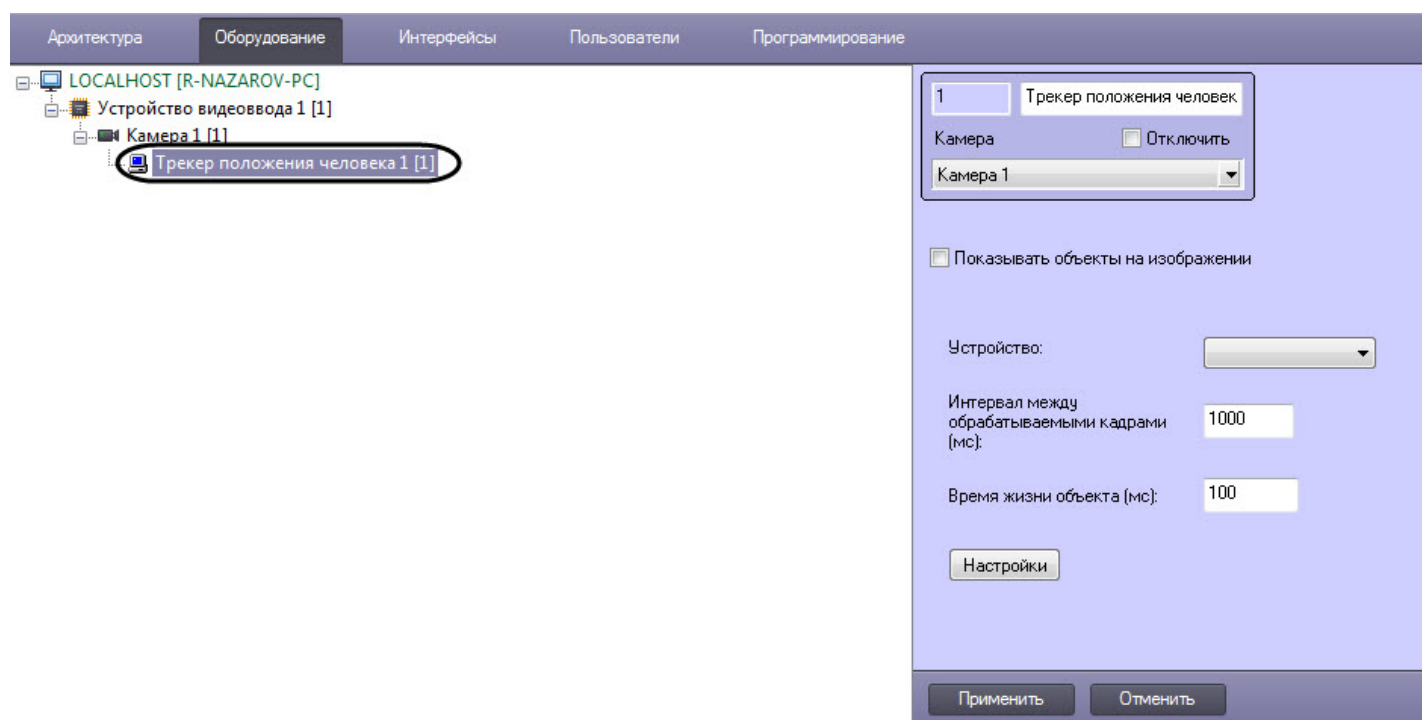 Архитектура Оборудование Интерфейсы Пользователи Программирование
LOCALHOST [R-NAZAROV-PC]
Устройство видеоввода 1 [1]
Камера 1 [1]
Трекер положения человека 1 [1]
1 Трекер положения человек
Камера Отключить
Камера 1
Показывать объекты на изображении
Устройство:
Интервал между
обрабатываемыми кадрами
(мс):
1000
Время жизни объекта (мс): 100
Настройки
Применить Отменить